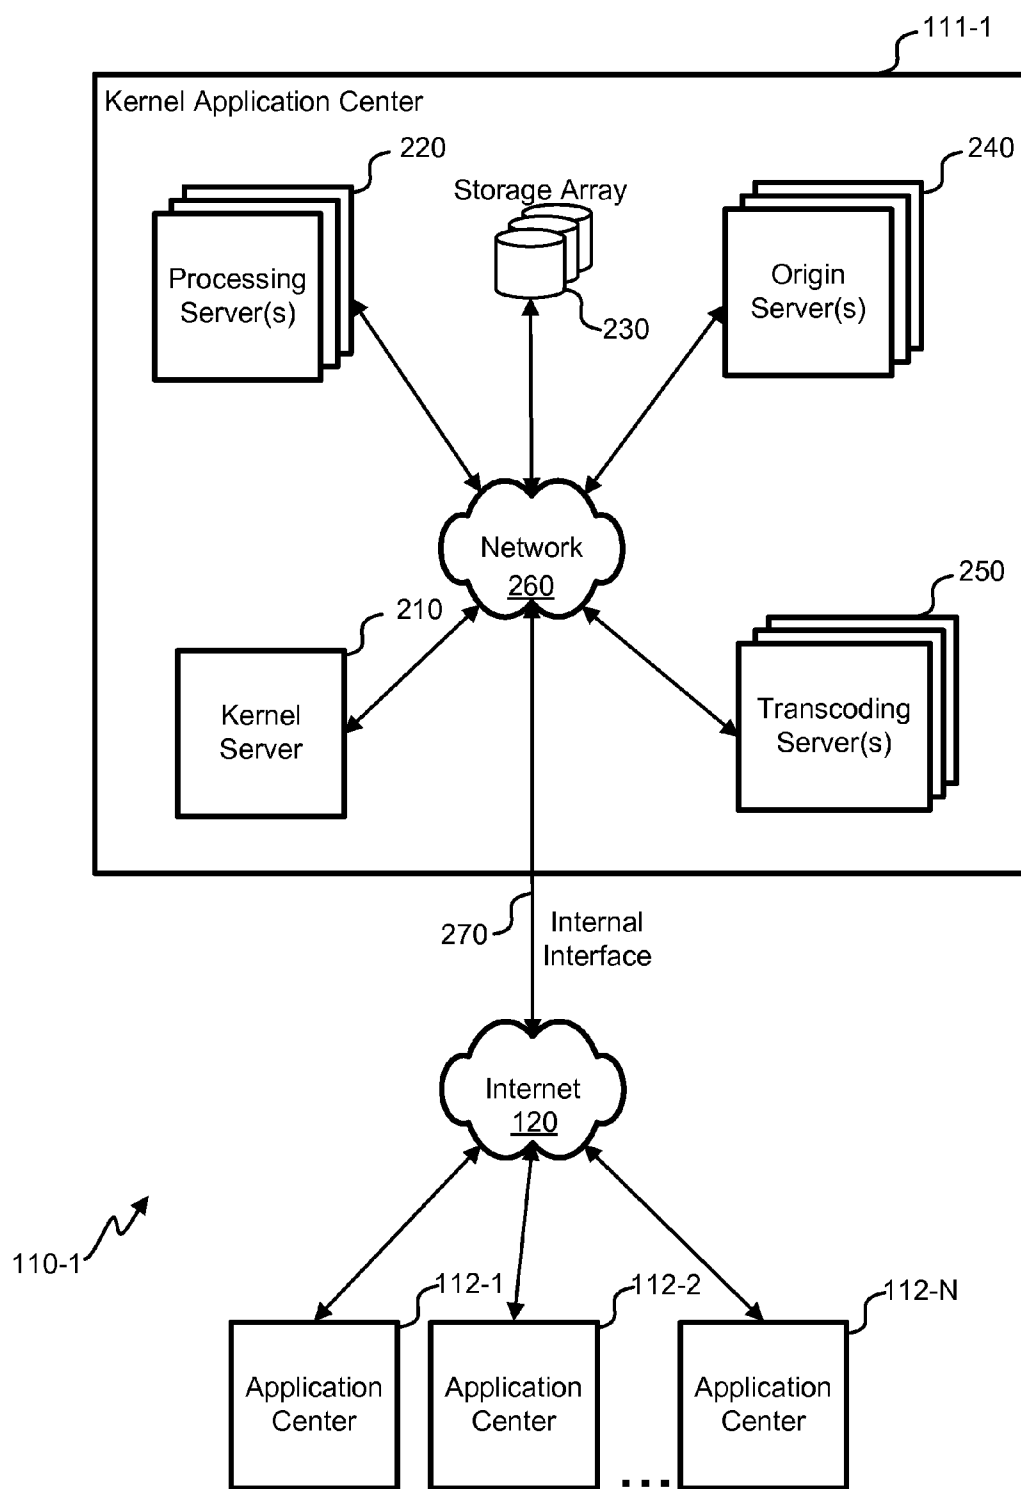 111-1
Kernel Application Center
220
240
Storage Array
Processing
Server(s)
Origin
Server(s)
230
Network
260
250
210
Kernel
Server
Transcoding
Server(s)
270
Internal
Interface
Internet
120
110-1
112-1
112-2
112-N
Application
Center
Application
Center
...
Application
Center